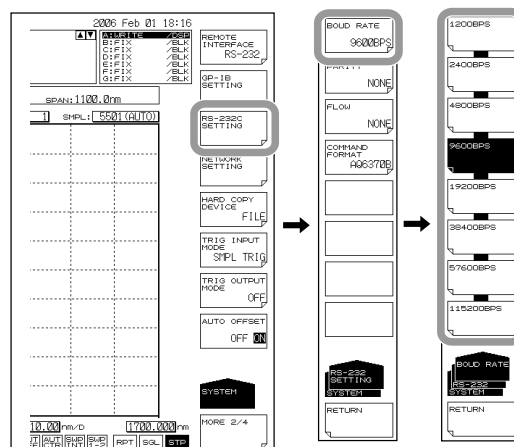 2006 Feb 01 18:16
A:WRITE /DSP
B:FIX /BLK
C:FIX /BLK
D:FIX /BLK
E:FIX /BLK
F:FIX /BLK
G:FIX /BLK
SPAN:1100.0nm
1 SMPL: 5501(AUTO)
10.00 nm/D 1700.000 nm
RPT SGL STP
REMOTE
INTERFACE
RS-232
GP-IB
SETTING
RS-232C
SETTING
NETWORK
SETTING
HARD COPY
DEVICE
FILE
TRIG INPUT
MODE
SMPL TRIG
TRIG OUTPUT
MODE
OFF
AUTO OFFSET
OFF ON
SYSTEM
MORE 2/4
BOUD RATE
9600BPS
PARITY
NONE
FLOW
NONE
COMMAND
FORMAT
AQ6370B
RS-232
SETTING
SYSTEM
RETURN
1200BPS
2400BPS
4800BPS
9600BPS
19200BPS
38400BPS
57600BPS
115200BPS
BOUD RATE
RS-232
SYSTEM
RETURN